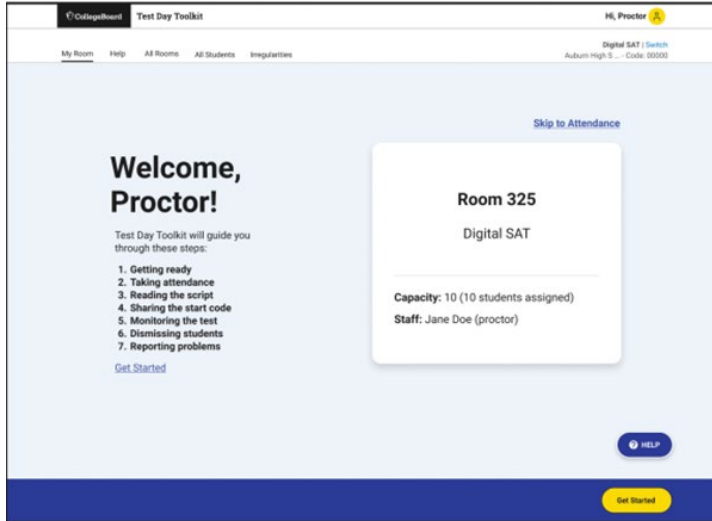 CollegeBoard Test Day Toolkit
Hi, Proctor
My Room Help All Rooms All Students Irregularities
Digital SAT | Switch
Auburn High S ... - Code: 00000
Skip to Attendance
Welcome,
Proctor!
Test Day Toolkit will guide you
through these steps:
1. Getting ready
2. Taking attendance
3. Reading the script
4. Sharing the start code
5. Monitoring the test
6. Dismissing students
7. Reporting problems
Get Started
Room 325
Digital SAT
Capacity: 10 (10 students assigned)
Staff: Jane Doe (proctor)
? HELP
Get Started